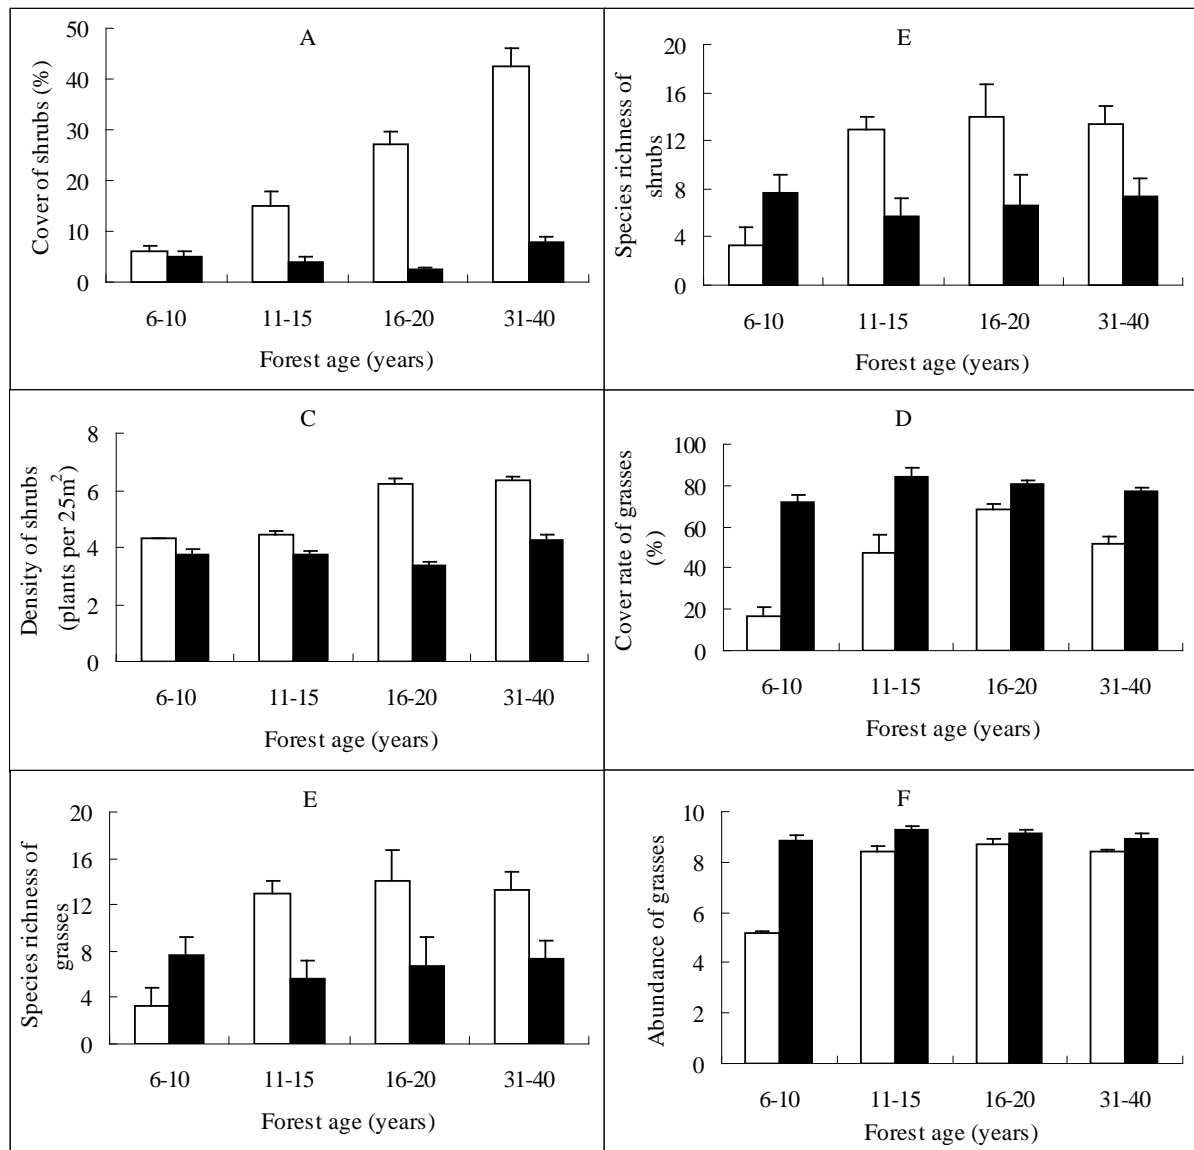 A
Cover of shrubs (%)
50
40
30
20
10
0
6-10 11-15 16-20 31-40
Forest age (years)
E
Species richness of
shrubs
20
16
12
8
4
0
6-10 11-15 16-20 31-40
Forest age (years)
C
Density of shrubs
(plants per 25m²)
8
6
4
2
0
6-10 11-15 16-20 31-40
Forest age (years)
D
Cover rate of grasses
(%)
100
80
60
40
20
0
6-10 11-15 16-20 31-40
Forest age (years)
E
Species richness of
grasses
20
16
12
8
4
0
6-10 11-15 16-20 31-40
Forest age (years)
F
Abundance of grasses
10
8
6
4
2
0
6-10 11-15 16-20 31-40
Forest age (years)